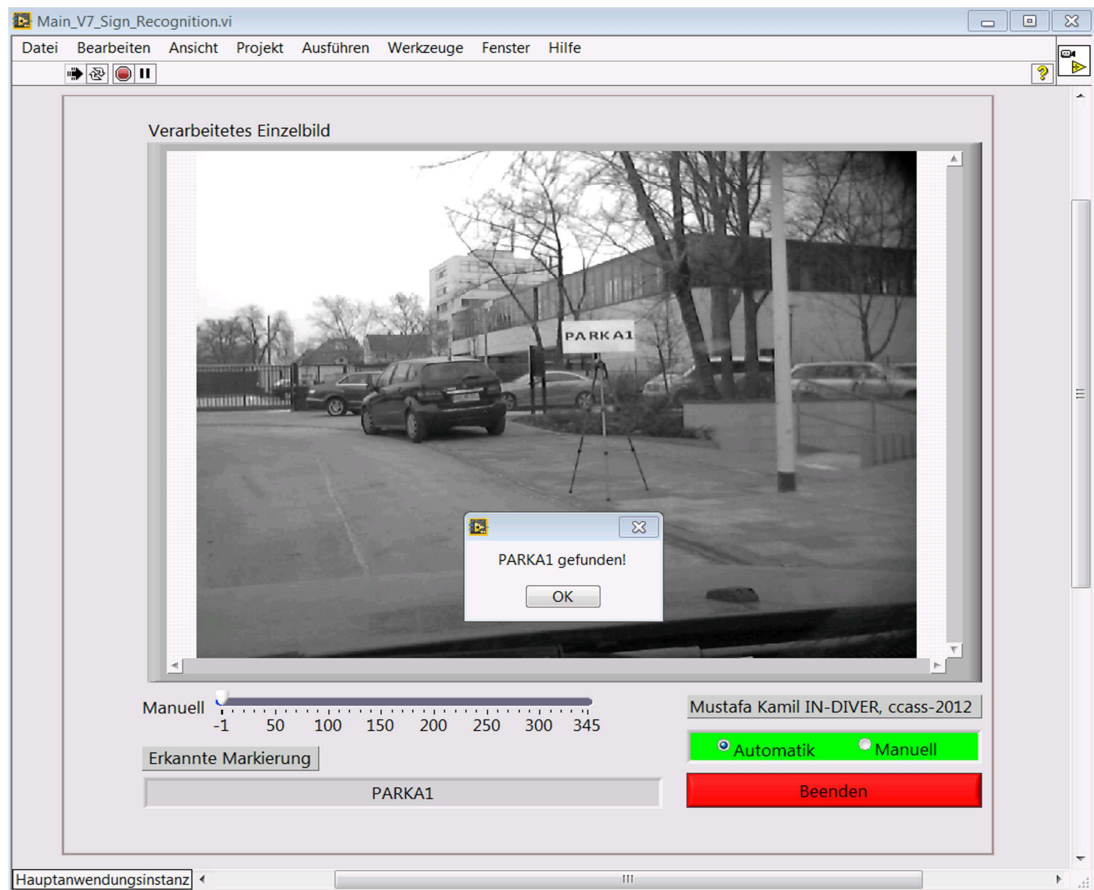 Main_V7_Sign_Recognition.vi
Datei Bearbeiten Ansicht Projekt Ausführen Werkzeuge Fenster Hilfe
Verarbeitetes Einzelbild
PARKA1
PARKA1 gefunden!
OK
Manuell
-1 50 100 150 200 250 300 345
Mustafa Kamil IN-DIVER, ccass-2012
Automatik Manuell
Erkannte Markierung
PARKA1
Beenden
Hauptanwendungsinstanz